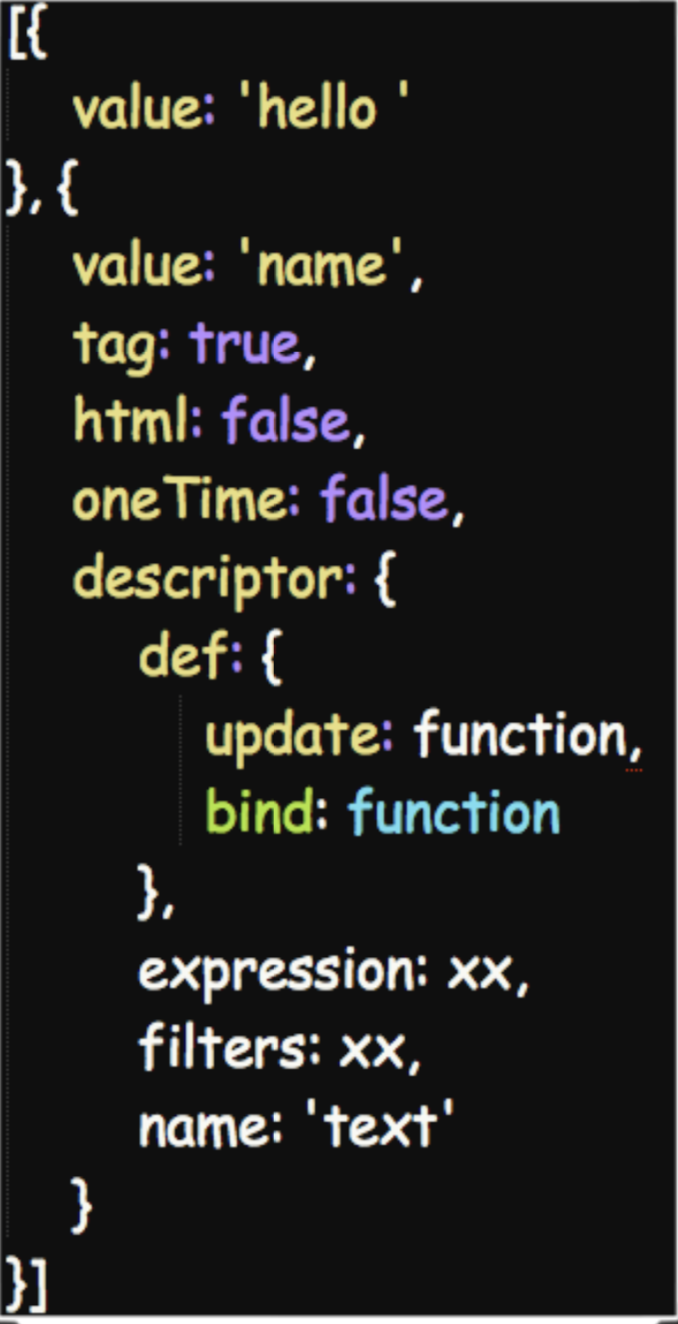 [{
value: 'hello '
}, {
value: 'name',
tag: true,
html: false,
oneTime: false,
descriptor: {
def: {
update: function,
bind: function
},
expression: xx,
filters: xx,
name: 'text'
}
}]